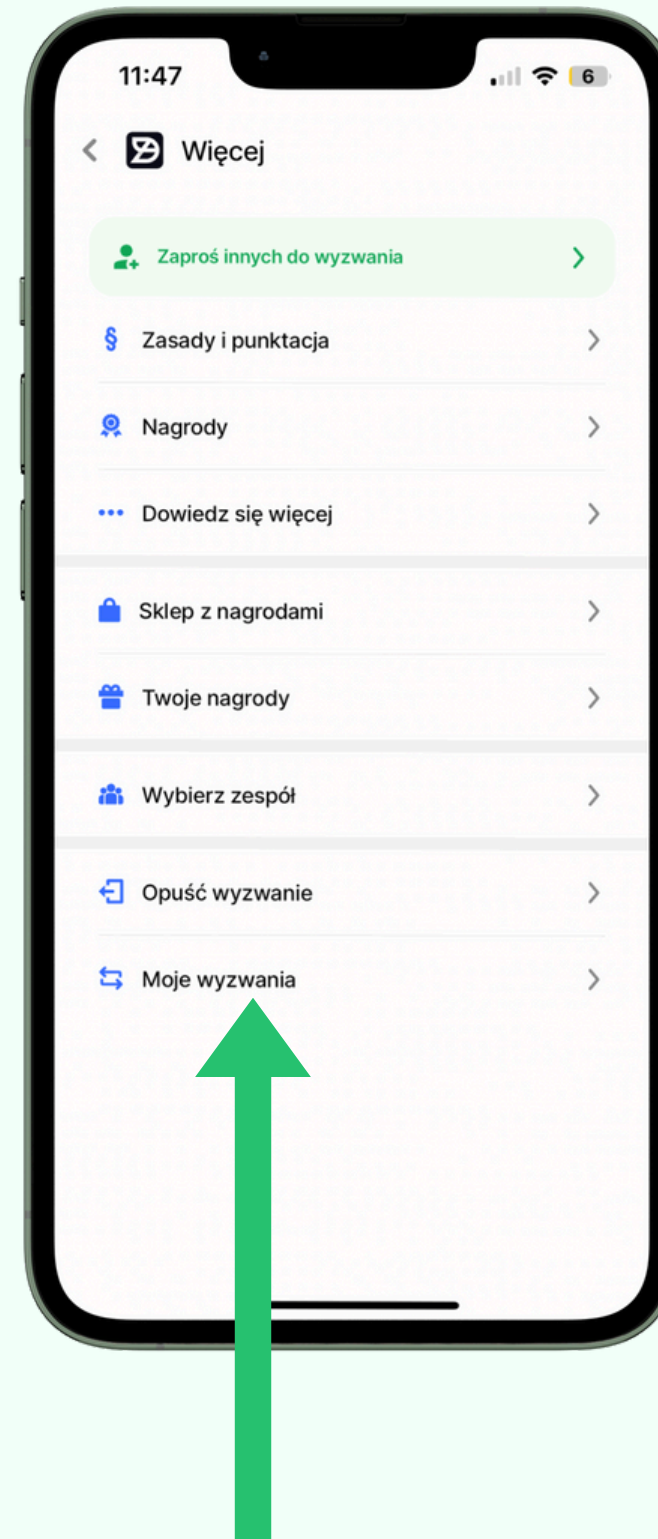 11:47
6
Więcej
Zaproś innych do wyzwania
§ Zasady i punktacja
Nagrody
Dowiedz się więcej
Sklep z nagrodami
Twoje nagrody
Wybierz zespół
Opuść wyzwanie
Moje wyzwania